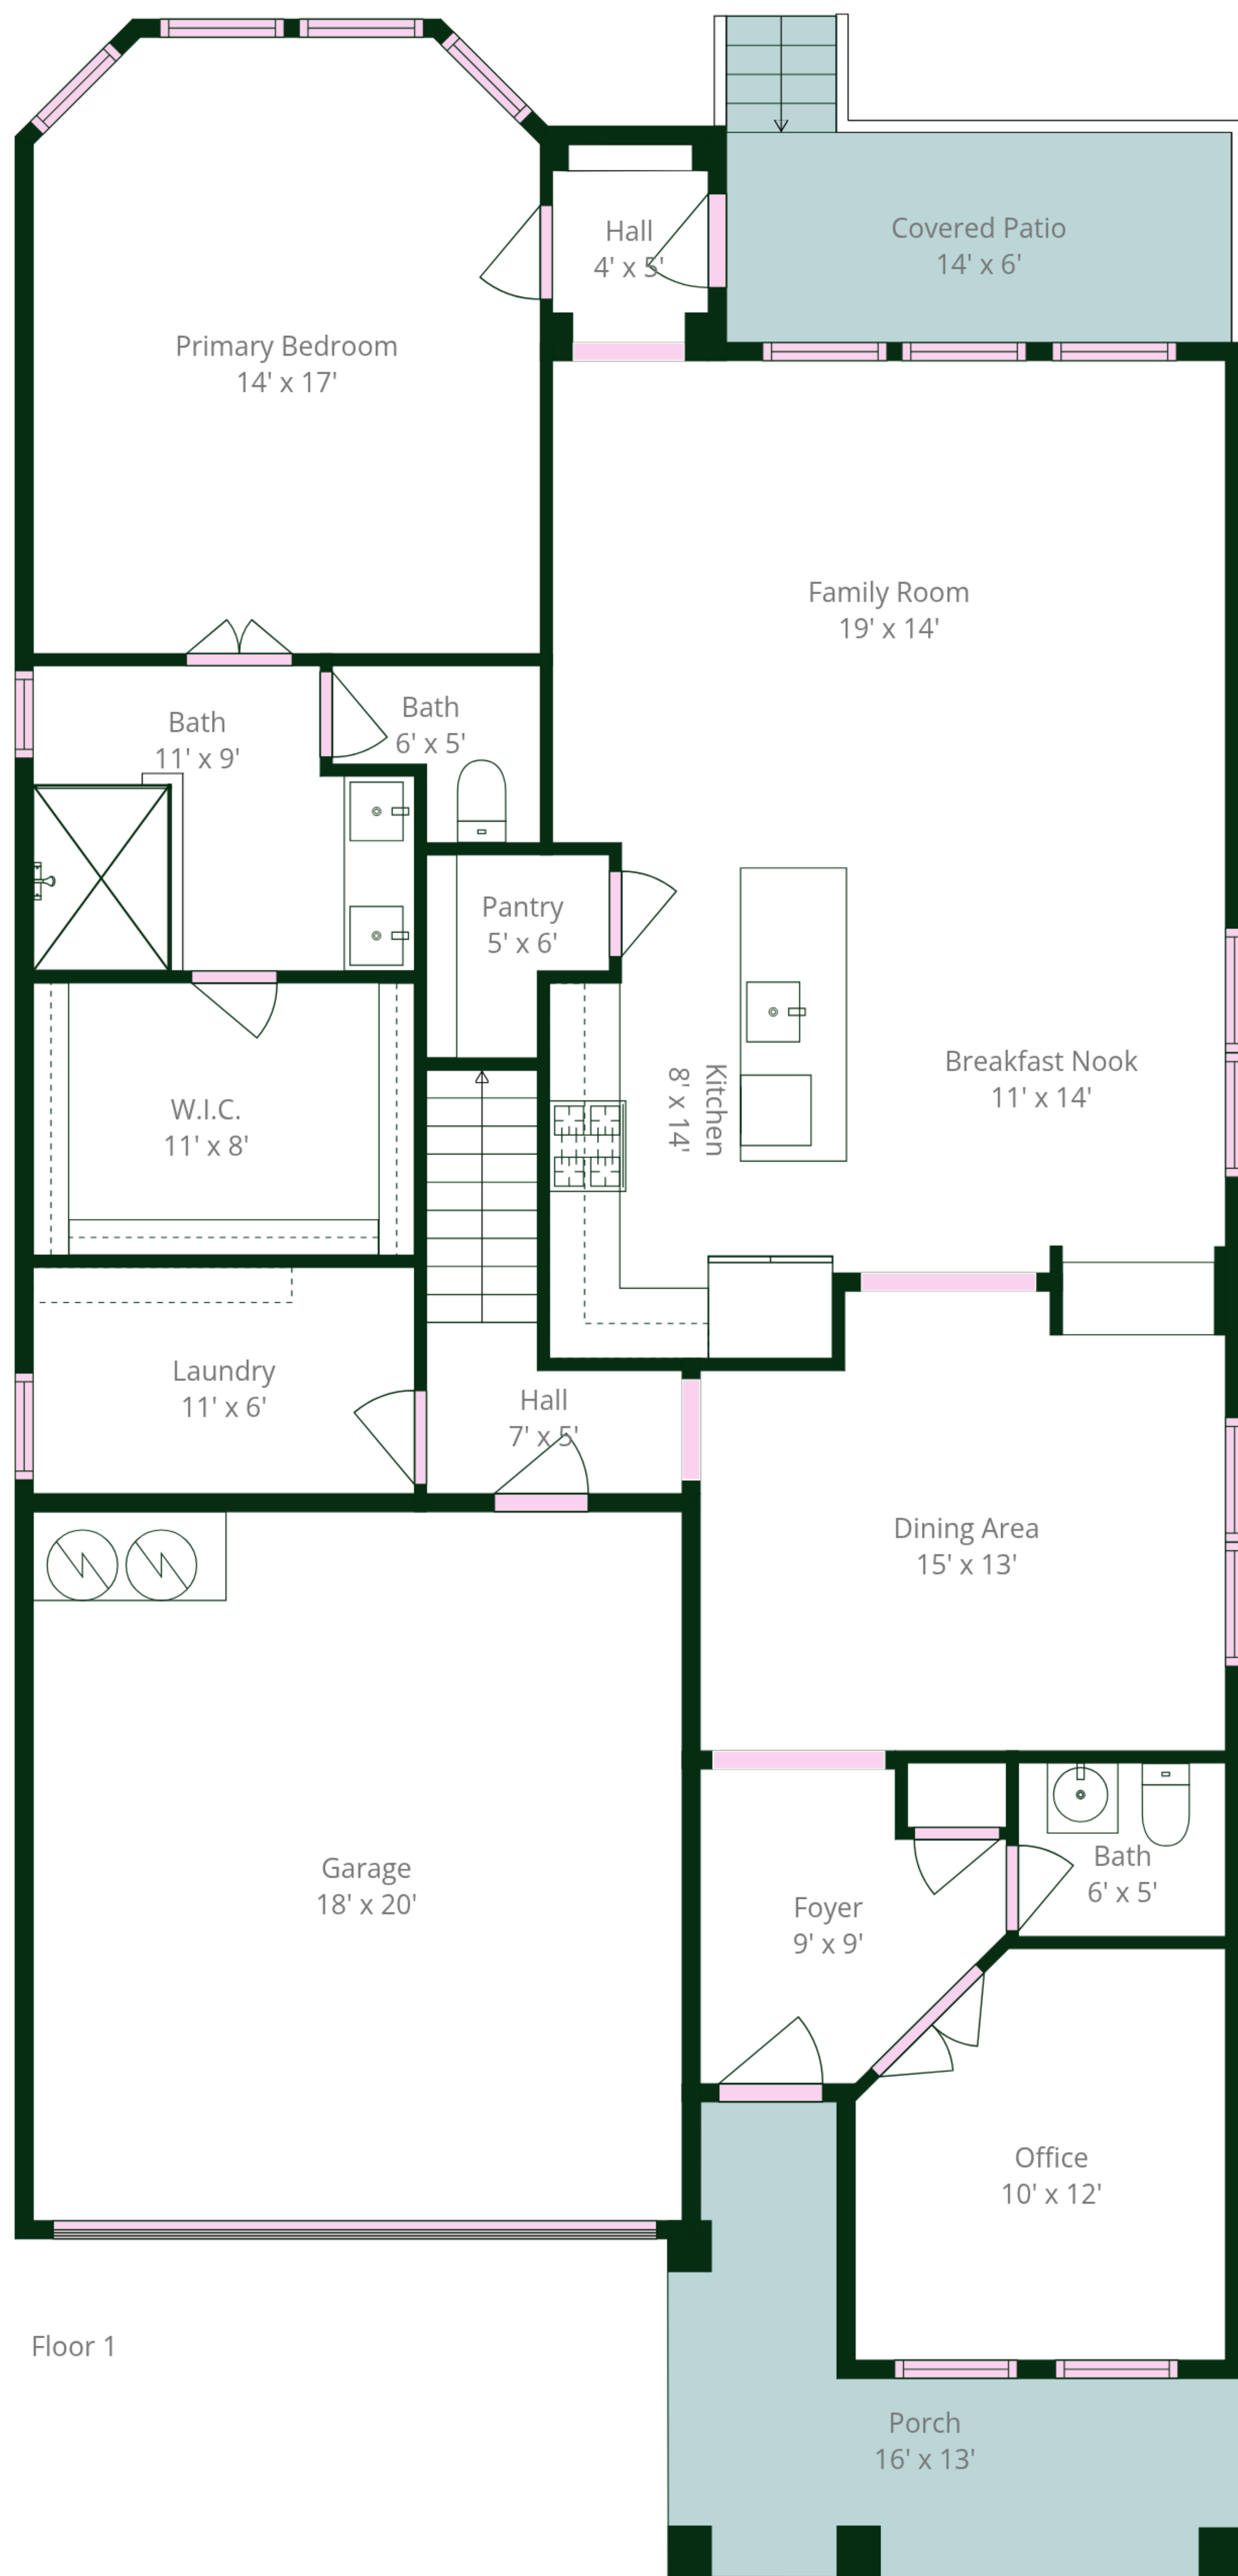 Hall
4' x 5'
Covered Patio
14' x 6'
Primary Bedroom
14' x 17'
Family Room
19' x 14'
Bath
11' x 9'
Bath
6' x 5'
Pantry
5' x 6'
Kitchen
8' x 14'
Breakfast Nook
11' x 14'
W.I.C.
11' x 8'
Laundry
11' x 6'
Hall
7' x 5'
Dining Area
15' x 13'
Garage
18' x 20'
Foyer
9' x 9'
Bath
6' x 5'
Office
10' x 12'
Floor 1
Porch
16' x 13'